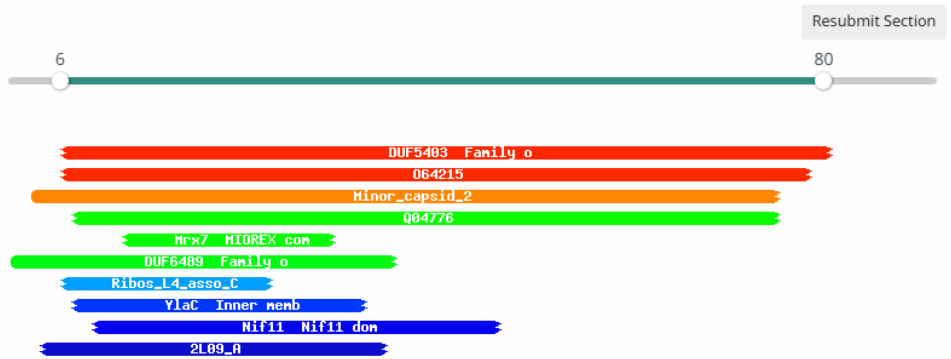 Resubmit Section
6 80
DUF5403 Family o
O64215
Minor_capsid_2
Q04776
Mrx7 MIOREX com
DUF6489 Family o
Ribos_L4_asso_C
YlaC Inner memb
Nif11 Nif11 dom
2L09_A